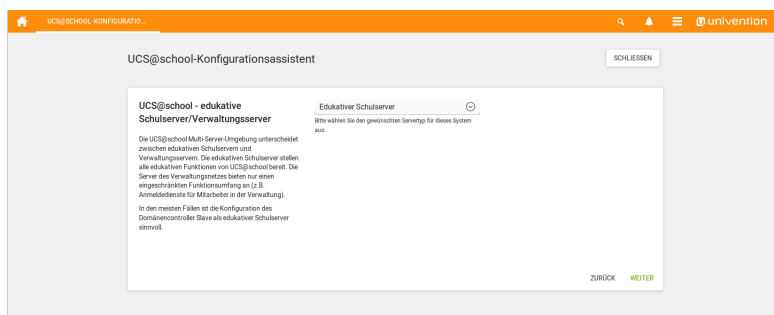 UCS@SCHOOL-KONFIGURATIO...
univention
UCS@school-Konfigurationsassistent
SCHLIESSEN
UCS@school - edukative
Schulserver/Verwaltungsserver
Die UCS@school Multi-Server-Umgebung unterscheidet
zwischen edukativen Schulservern und
Verwaltungsservern. Die edukativen Schulserver stellen
alle edukativen Funktionen von UCS@school bereit. Die
Server des Verwaltungsnetzes bieten nur einen
eingeschränkten Funktionsumfang an (z.B.
Anmeldedienste für Mitarbeiter in der Verwaltung).
In den meisten Fällen ist die Konfiguration des
Domänencontroller Slave als edukativer Schulserver
sinnvoll.
Edukativer Schulserver
Bitte wählen Sie den gewünschten Servertyp für dieses System
aus:
ZURÜCK WEITER